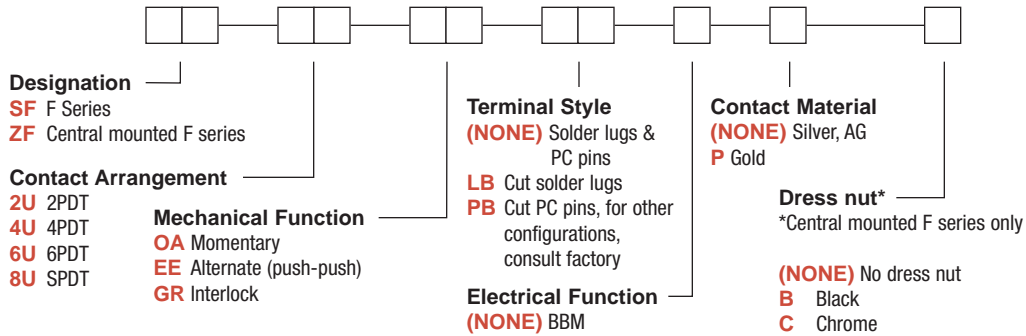 Designation
SF F Series
ZF Central mounted F series
Contact Arrangement
2U 2PDT
4U 4PDT
6U 6PDT
8U SPDT
Mechanical Function
OA Momentary
EE Alternate (push-push)
GR Interlock
Terminal Style
(NONE) Solder lugs &
PC pins
LB Cut solder lugs
PB Cut PC pins, for other
configurations,
consult factory
Electrical Function
(NONE) BBM
Contact Material
(NONE) Silver, AG
P Gold
Dress nut*
*Central mounted F series only
(NONE) No dress nut
B Black
C Chrome